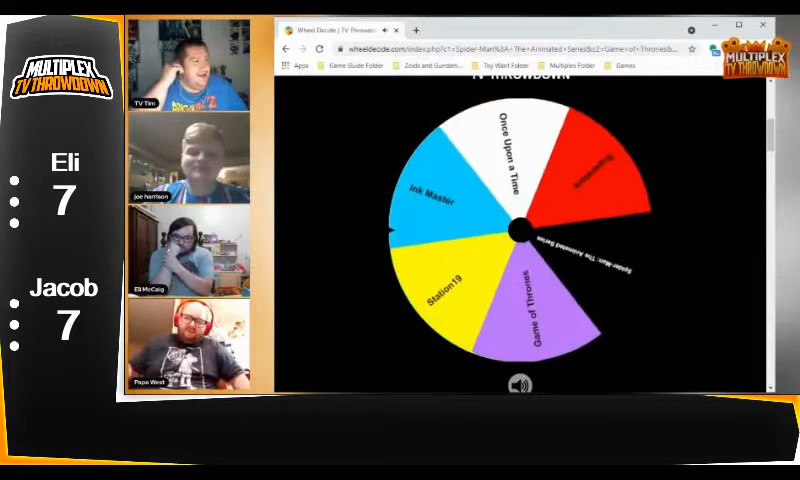 MULTIPLEX
TV THROWDOWN
Eli
7
Jacob
7
TV Tim
joe harrison
Eli McCaig
Papa West
Wheel Decide | TV Throwdown
wheeldecide.com/index.php?c1=Spider-Man%3A+The+Animated+Series&c2=Game+of+Thrones&...
Apps
Game Guide Folder
Zoids and Gundam...
Toy Want Folder
Multiplex Folder
Games
MULTIPLEX
TV THROWDOWN
TV THROWDOWN
Once Upon a Time
Ink Master
Station19
Game of Thrones
Spider-Man: The Animated Series